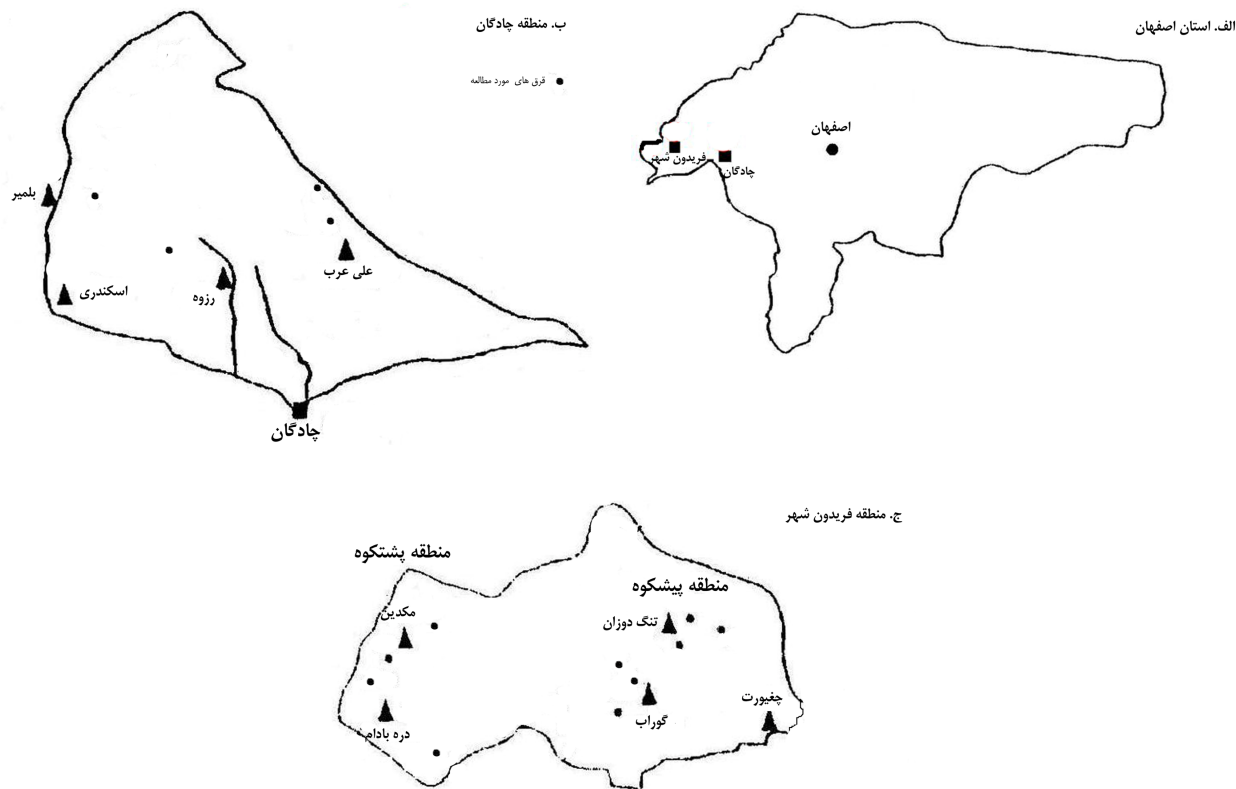 الف. استان اصفهان
اصفهان
فریدون شهر
چادگان
ب. منطقه چادگان
قرق های مورد مطالعه
بلمیر
علی عرب
اسکندری
رزوه
چادگان
ج. منطقه فریدون شهر
منطقه پشتکوه
منطقه پیشکوه
مکدین
تنگ دوزان
چغیورت
گوراب
دره بادام